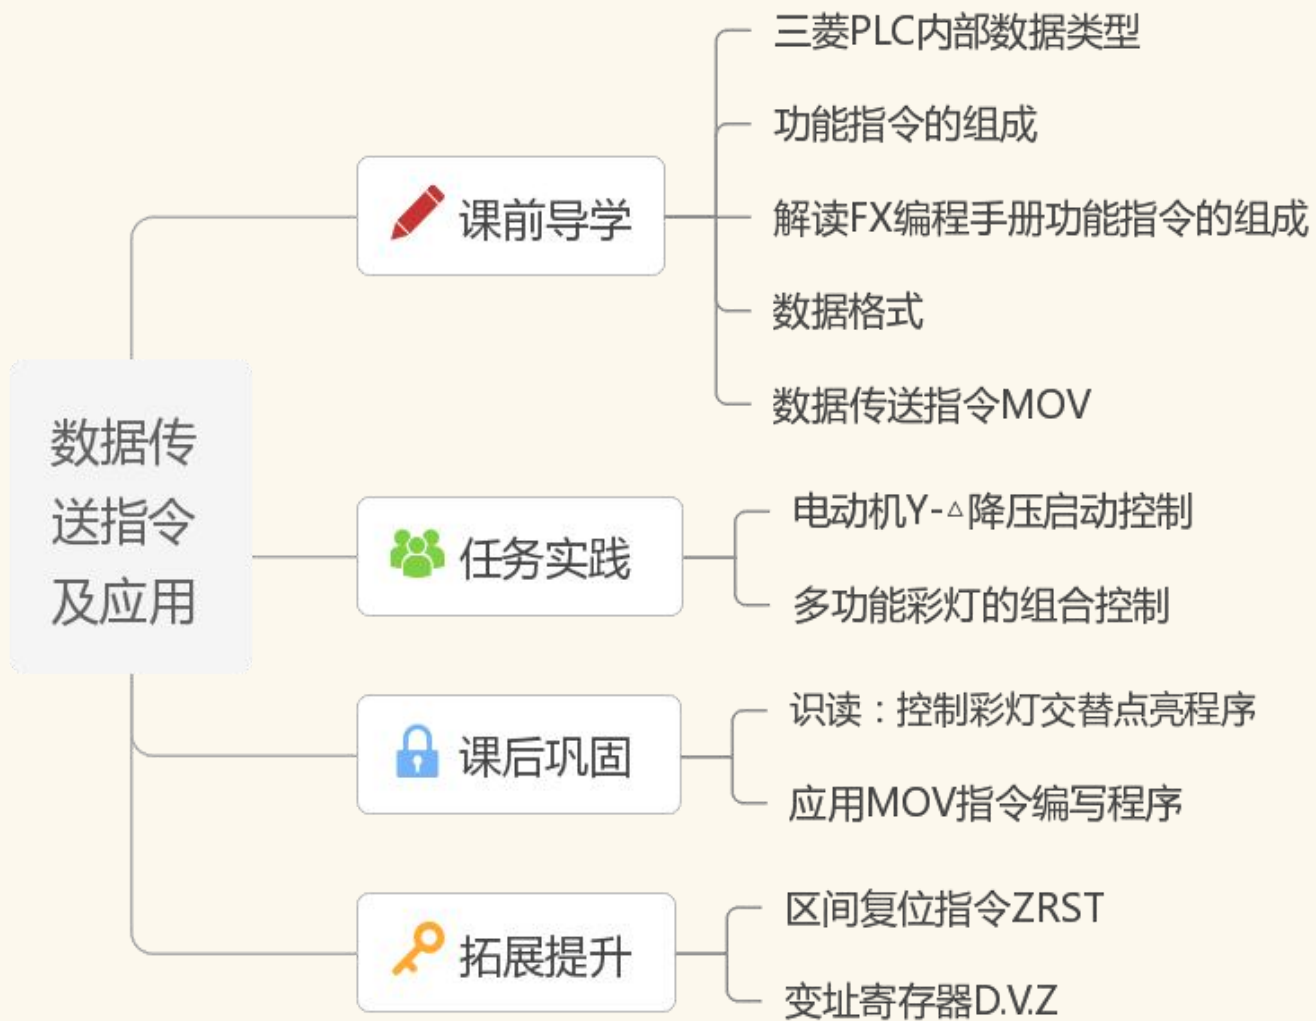 数据传
送指令
及应用
课前导学
三菱PLC内部数据类型
功能指令的组成
解读FX编程手册功能指令的组成
数据格式
数据传送指令MOV
任务实践
电动机Y-△降压启动控制
多功能彩灯的组合控制
课后巩固
识读：控制彩灯交替点亮程序
应用MOV指令编写程序
拓展提升
区间复位指令ZRST
变址寄存器D.V.Z